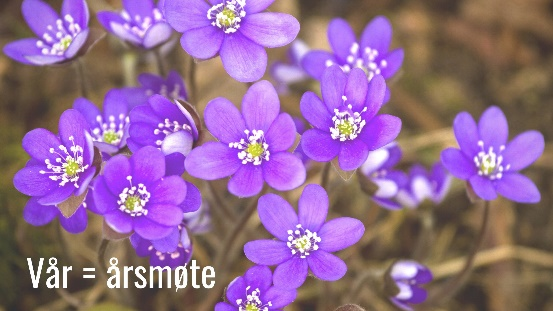 Vår = årsmøte